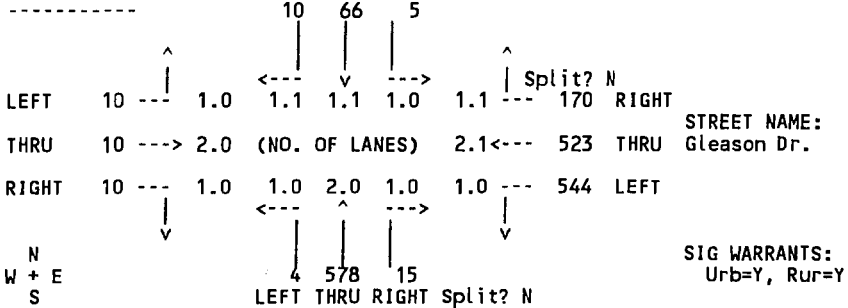 -----------           10   66   5
^ ^
<--- v ---> Split? N
LEFT 10 --- 1.0 1.1 1.1 1.0 1.1 --- 170 RIGHT
STREET NAME:
THRU 10 ---> 2.0 (NO. OF LANES) 2.1<--- 523 THRU Gleason Dr.
RIGHT 10 --- 1.0 1.0 2.0 1.0 1.0 --- 544 LEFT
<--- ^ --->
v v
N SIG WARRANTS:
W + E 4 578 15 Urb=Y, Rur=Y
S LEFT THRU RIGHT Split? N